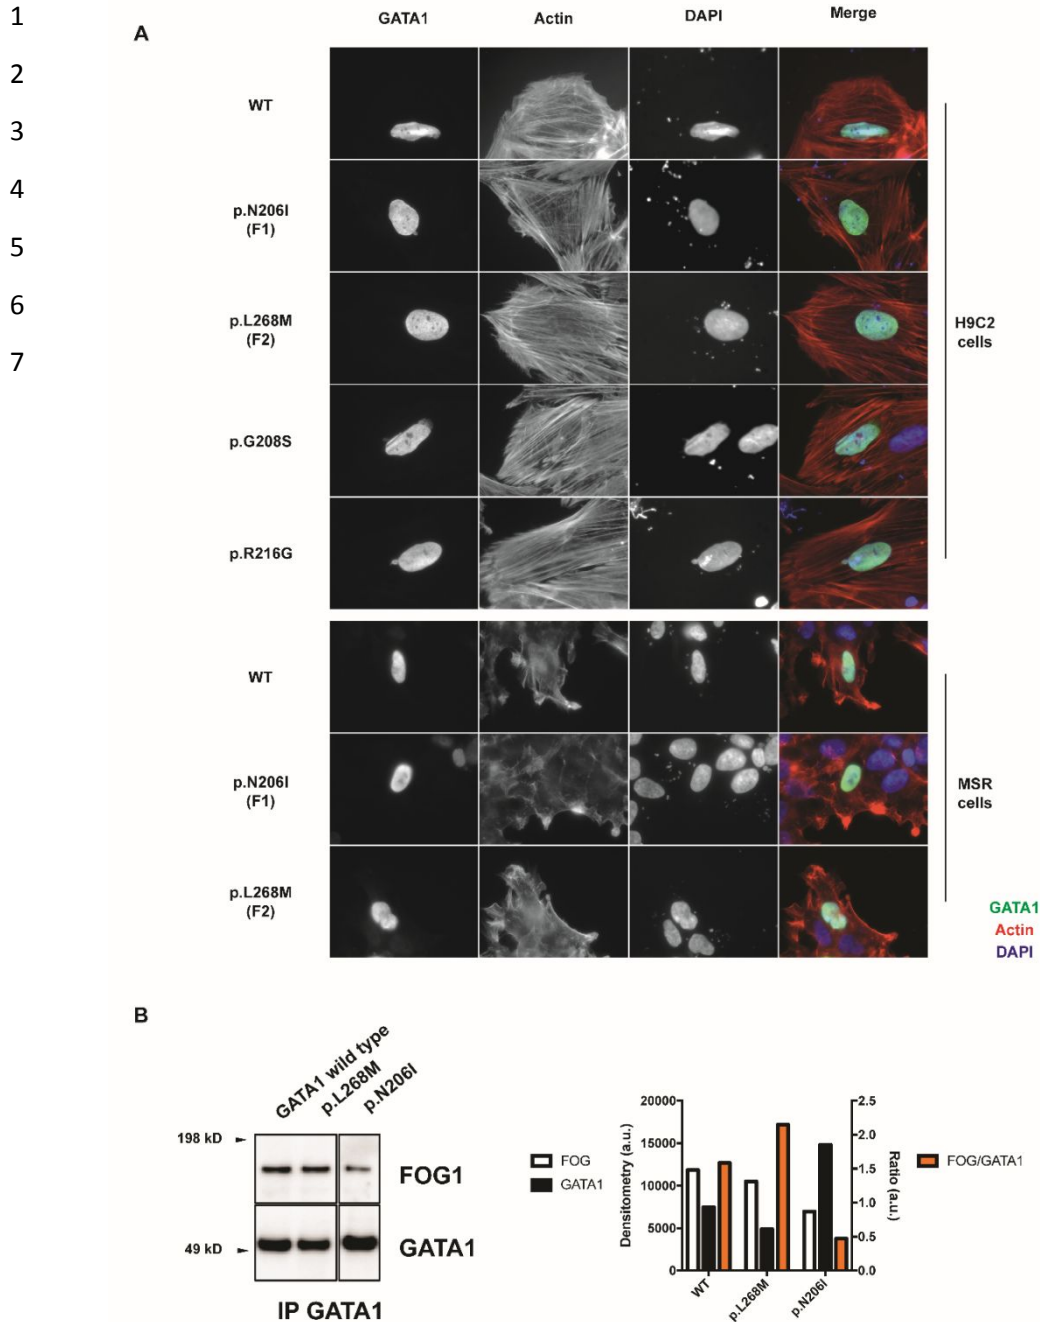 1
2
3
4
5
6
7
A
GATA1 Actin DAPI Merge
WT
p.N206I
(F1)
p.L268M
(F2)
p.G208S
p.R216G
H9C2
cells
WT
p.N206I
(F1)
p.L268M
(F2)
MSR
cells
GATA1
Actin
DAPI
B
GATA1 wild type
p.L268M
p.N206I
198 kD
FOG1
49 kD
GATA1
IP GATA1
FOG
GATA1
Densitometry (a.u.)
20000
15000
10000
5000
0
2.5
2.0
1.5
1.0
0.5
0.0
Ratio (a.u.)
FOG/GATA1
WT
p.L268M
p.N206I